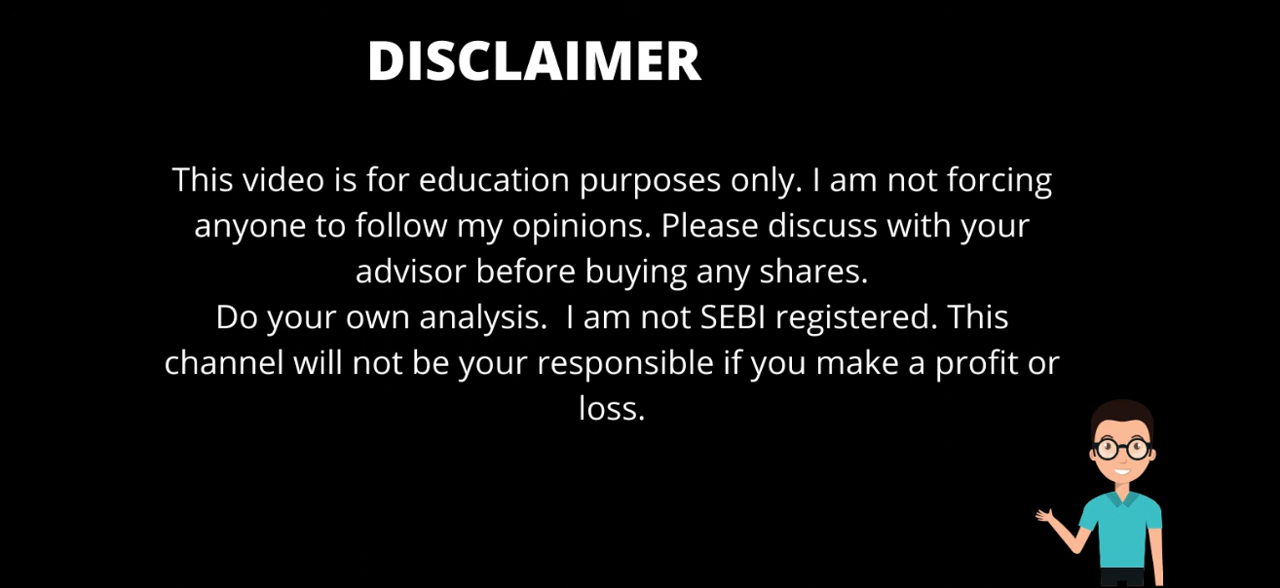 DISCLAIMER
This video is for education purposes only. I am not forcing
anyone to follow my opinions. Please discuss with your
advisor before buying any shares.
Do your own analysis.  I am not SEBI registered. This
channel will not be your responsible if you make a profit or
loss.